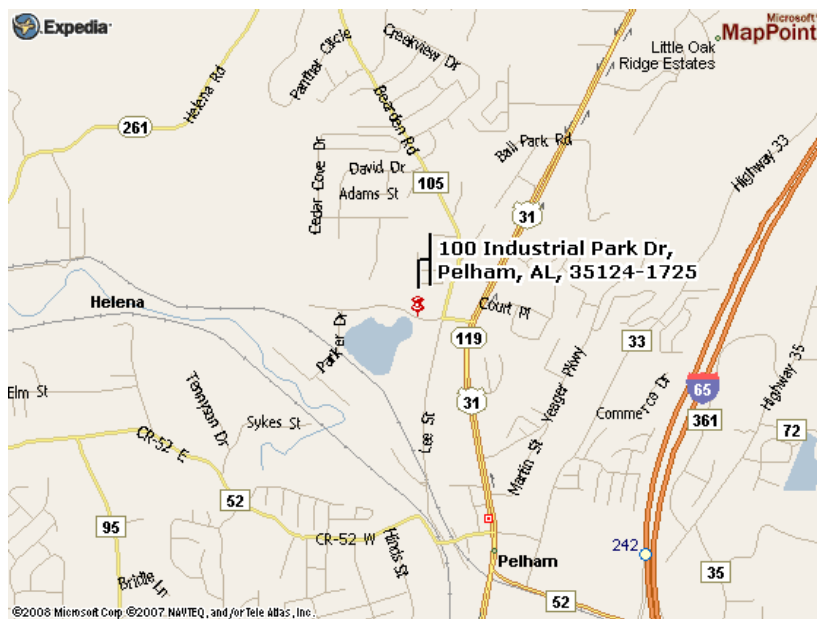 Expedia
Microsoft
MapPoint
Little Oak
Ridge Estates
Creekview Dr
Panther Circle
Helena Rd
Bearden Rd
261
Ball Park Rd
Highway 33
Cedar Cove Dr
David Dr
105
Adams St
31
100 Industrial Park Dr,
Pelham, AL, 35124-1725
Helena
Court Pl
Parker Dr
119
33
Highway 35
Yeager Pkwy
65
Elm St
Tennyson Dr
31
Commerce Dr
361
Sykes St
Lee St
72
CR-52 E
Martin St
52
95
CR-52 W
Hinds St
242
Pelham
35
Bridle Ln
52
©2008 Microsoft Corp ©2007 NAVTEQ, and/or Tele Atlas, Inc.